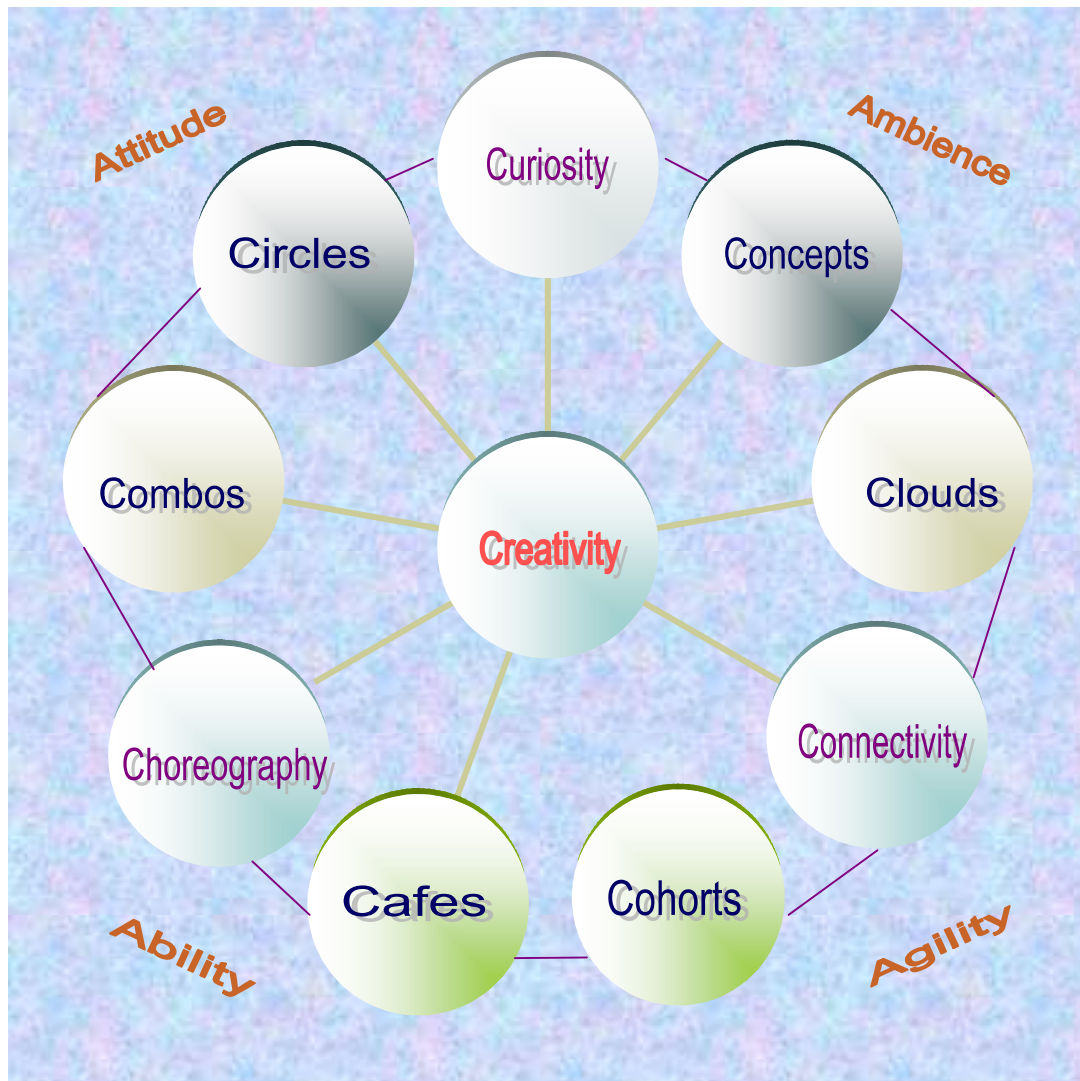 Attitude
Ambience
Curiosity
Circles
Concepts
Combos
Clouds
Creativity
Choreography
Connectivity
Cafes
Cohorts
Ability
Agility